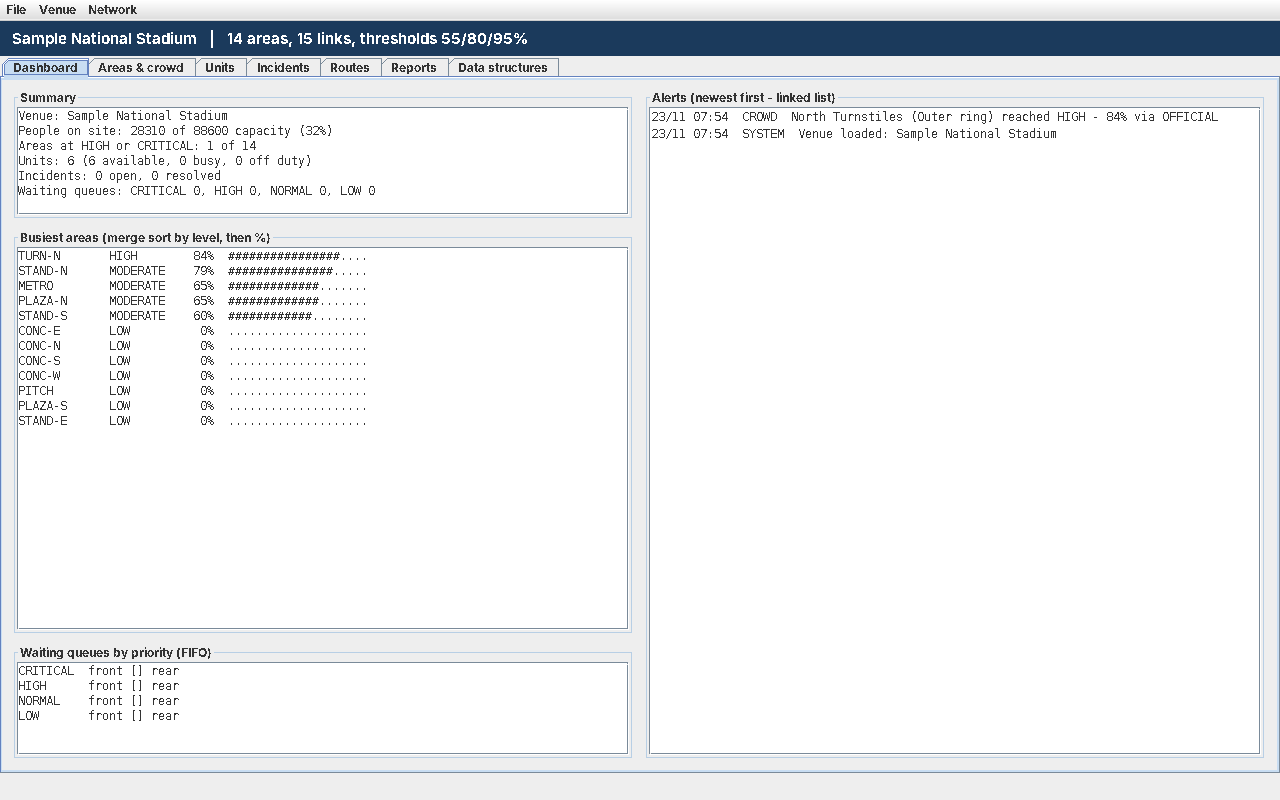 File Venue Network
Sample National Stadium | 14 areas, 15 links, thresholds 55/80/95%
Dashboard Areas & crowd Units Incidents Routes Reports Data structures
Summary
Venue: Sample National Stadium
People on site: 28310 of 88600 capacity (32%)
Areas at HIGH or CRITICAL: 1 of 14
Units: 6 (6 available, 0 busy, 0 off duty)
Incidents: 0 open, 0 resolved
Waiting queues: CRITICAL 0, HIGH 0, NORMAL 0, LOW 0
Busiest areas (merge sort by level, then %)
TURN-N HIGH 84% ################....
STAND-N MODERATE 79% ###############.....
METRO MODERATE 65% #############.......
PLAZA-N MODERATE 65% #############.......
STAND-S MODERATE 60% ############........
CONC-E LOW 0% ....................
CONC-N LOW 0% ....................
CONC-S LOW 0% ....................
CONC-W LOW 0% ....................
PITCH LOW 0% ....................
PLAZA-S LOW 0% ....................
STAND-E LOW 0% ....................
Waiting queues by priority (FIFO)
CRITICAL front [] rear
HIGH front [] rear
NORMAL front [] rear
LOW front [] rear
Alerts (newest first - linked list)
23/11 07:54 CROWD North Turnstiles (Outer ring) reached HIGH - 84% via OFFICIAL
23/11 07:54 SYSTEM Venue loaded: Sample National Stadium